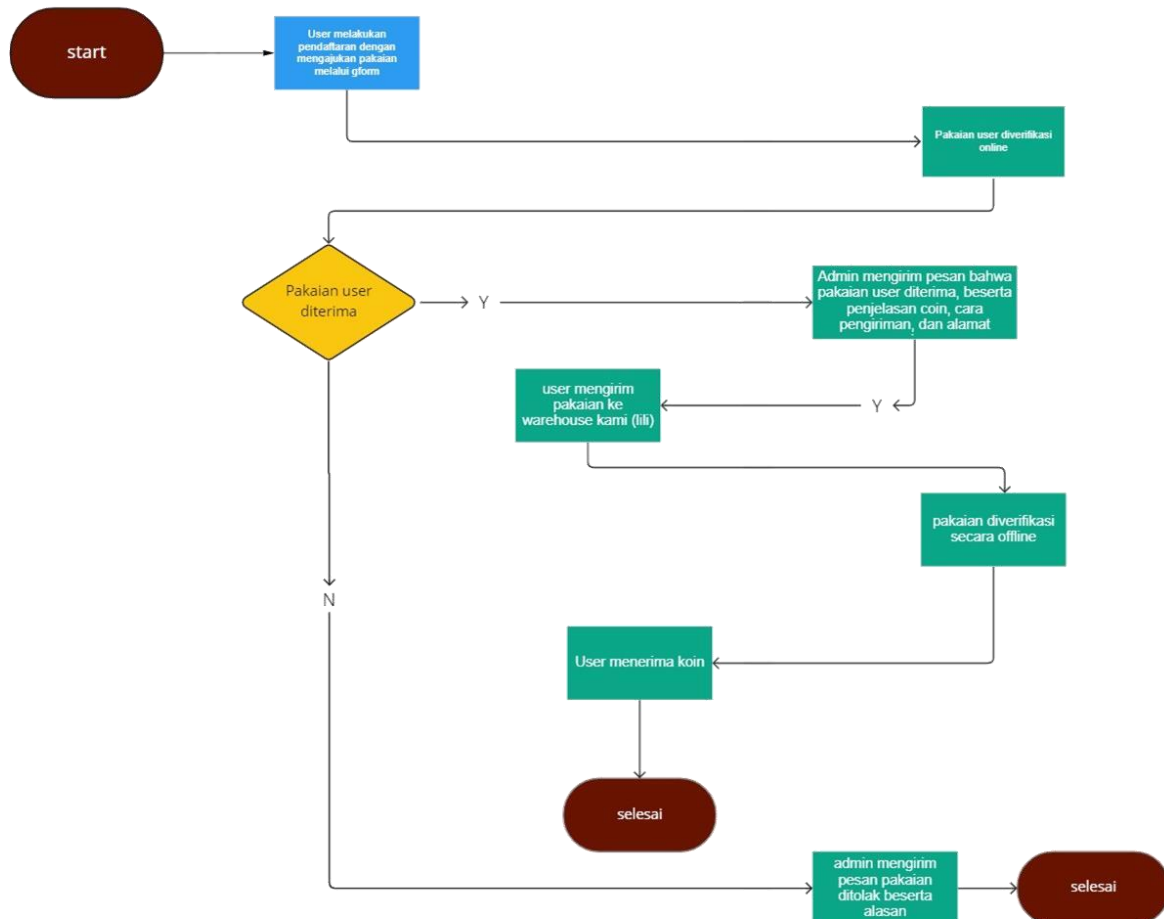 start
User melakukan
pendaftaran dengan
mengajukan pakaian
melalui gform
Pakaian user diverifikasi
online
Pakaian user
diterima
Y
Admin mengirim pesan bahwa
pakaian user diterima, beserta
penjelasan coin, cara
pengiriman, dan alamat
user mengirim
pakaian ke
warehouse kami (lili)
Y
pakaian diverifikasi
secara offline
N
User menerima koin
selesai
admin mengirim
pesan pakaian
ditolak beserta
alasan
selesai